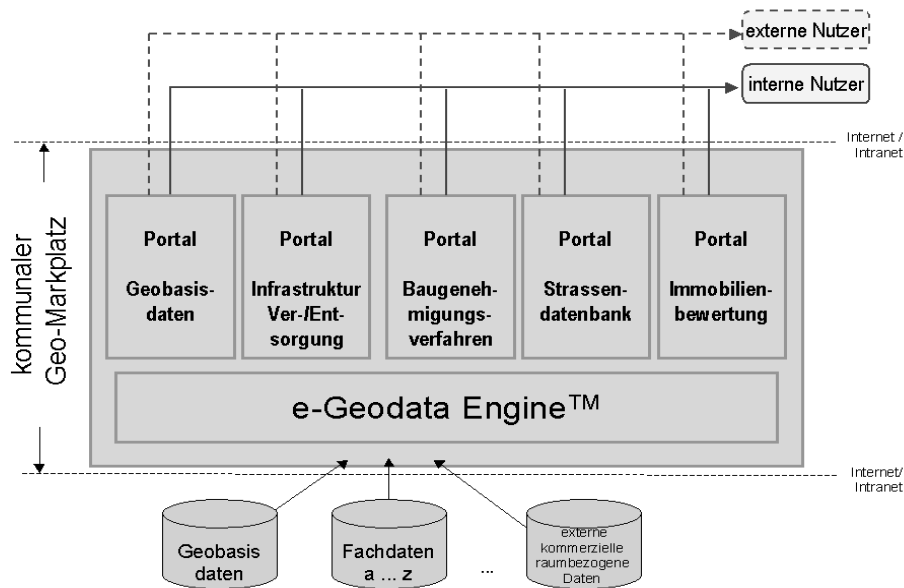 externe Nutzer
interne Nutzer
Internet /
Intranet
kommunaler
Geo-Markplatz
Portal
Geobasis-
daten
Portal
Infrastruktur
Ver-/Ent-
sorgung
Portal
Baugeneh-
migungs-
verfahren
Portal
Strassen-
datenbank
Portal
Immobilien-
bewertung
e-Geodata Engine™
Internet/
Intranet
Geobasis
daten
Fachdaten
a ... z
...
externe
kommerzielle
raumbezogene
Daten